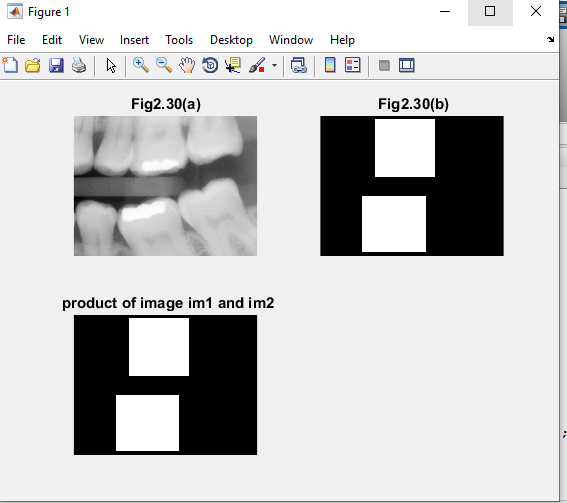 Figure 1
File Edit View Insert Tools Desktop Window Help
Fig2.30(a) Fig2.30(b)
product of image im1 and im2
;